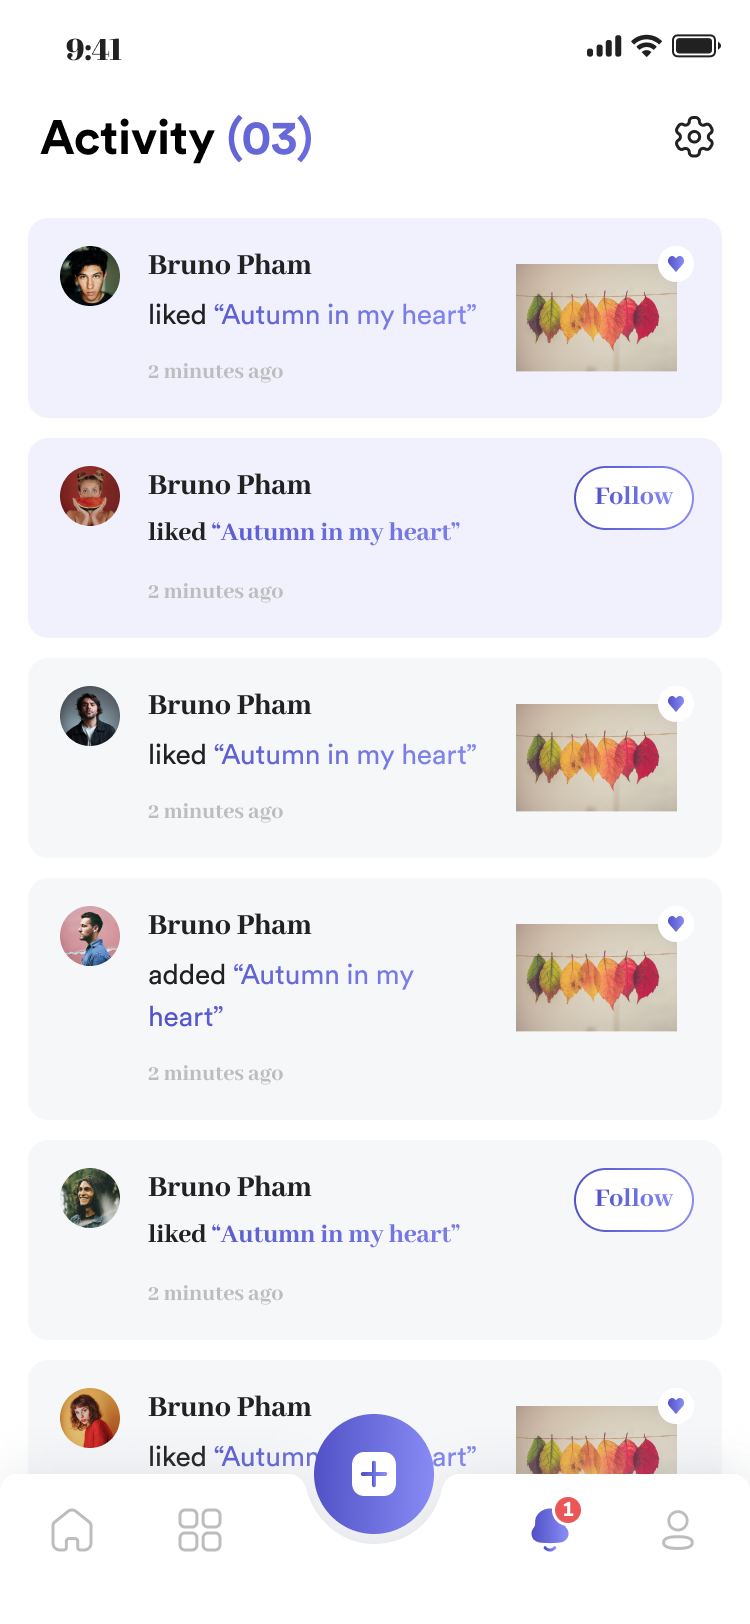 9:41
Activity (03)
Bruno Pham
liked “Autumn in my heart”
2 minutes ago
Bruno Pham
Follow
liked “Autumn in my heart”
2 minutes ago
Bruno Pham
liked “Autumn in my heart”
2 minutes ago
Bruno Pham
added “Autumn in my
heart”
2 minutes ago
Bruno Pham
Follow
liked “Autumn in my heart”
2 minutes ago
Bruno Pham
liked “Autumn art”
1